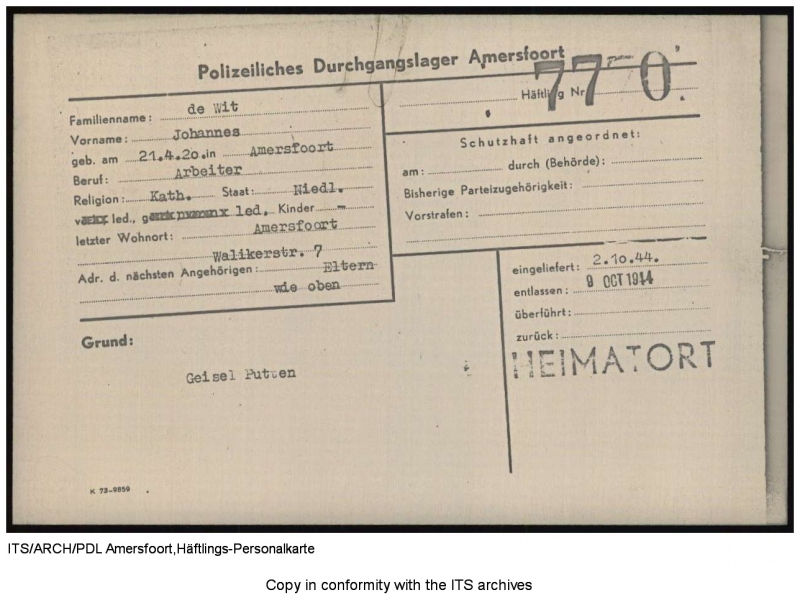 Polizeiliches Durchgangslager Amersfoort
Häftling Nr. 7770.
Familienname: de Wit
Vorname: Johannes
geb. am 21.4.20. in Amersfoort
Beruf: Arbeiter
Religion: Kath. Staat: Niedl.
led., led. Kinder –
letzter Wohnort: Amersfoort
Walikerstr. 7
Adr. d. nächsten Angehörigen: Eltern
wie oben
Schutzhaft angeordnet:
am: durch (Behörde):
Bisherige Parteizugehörigkeit:
Vorstrafen:
eingeliefert: 2.10.44.
entlassen: 9 OCT 1944
überführt:
zurück:
HEIMATORT
Grund:
Geisel Putten
K 73-9859
ITS/ARCH/PDL Amersfoort,Häftlings-Personalkarte
Copy in conformity with the ITS archives